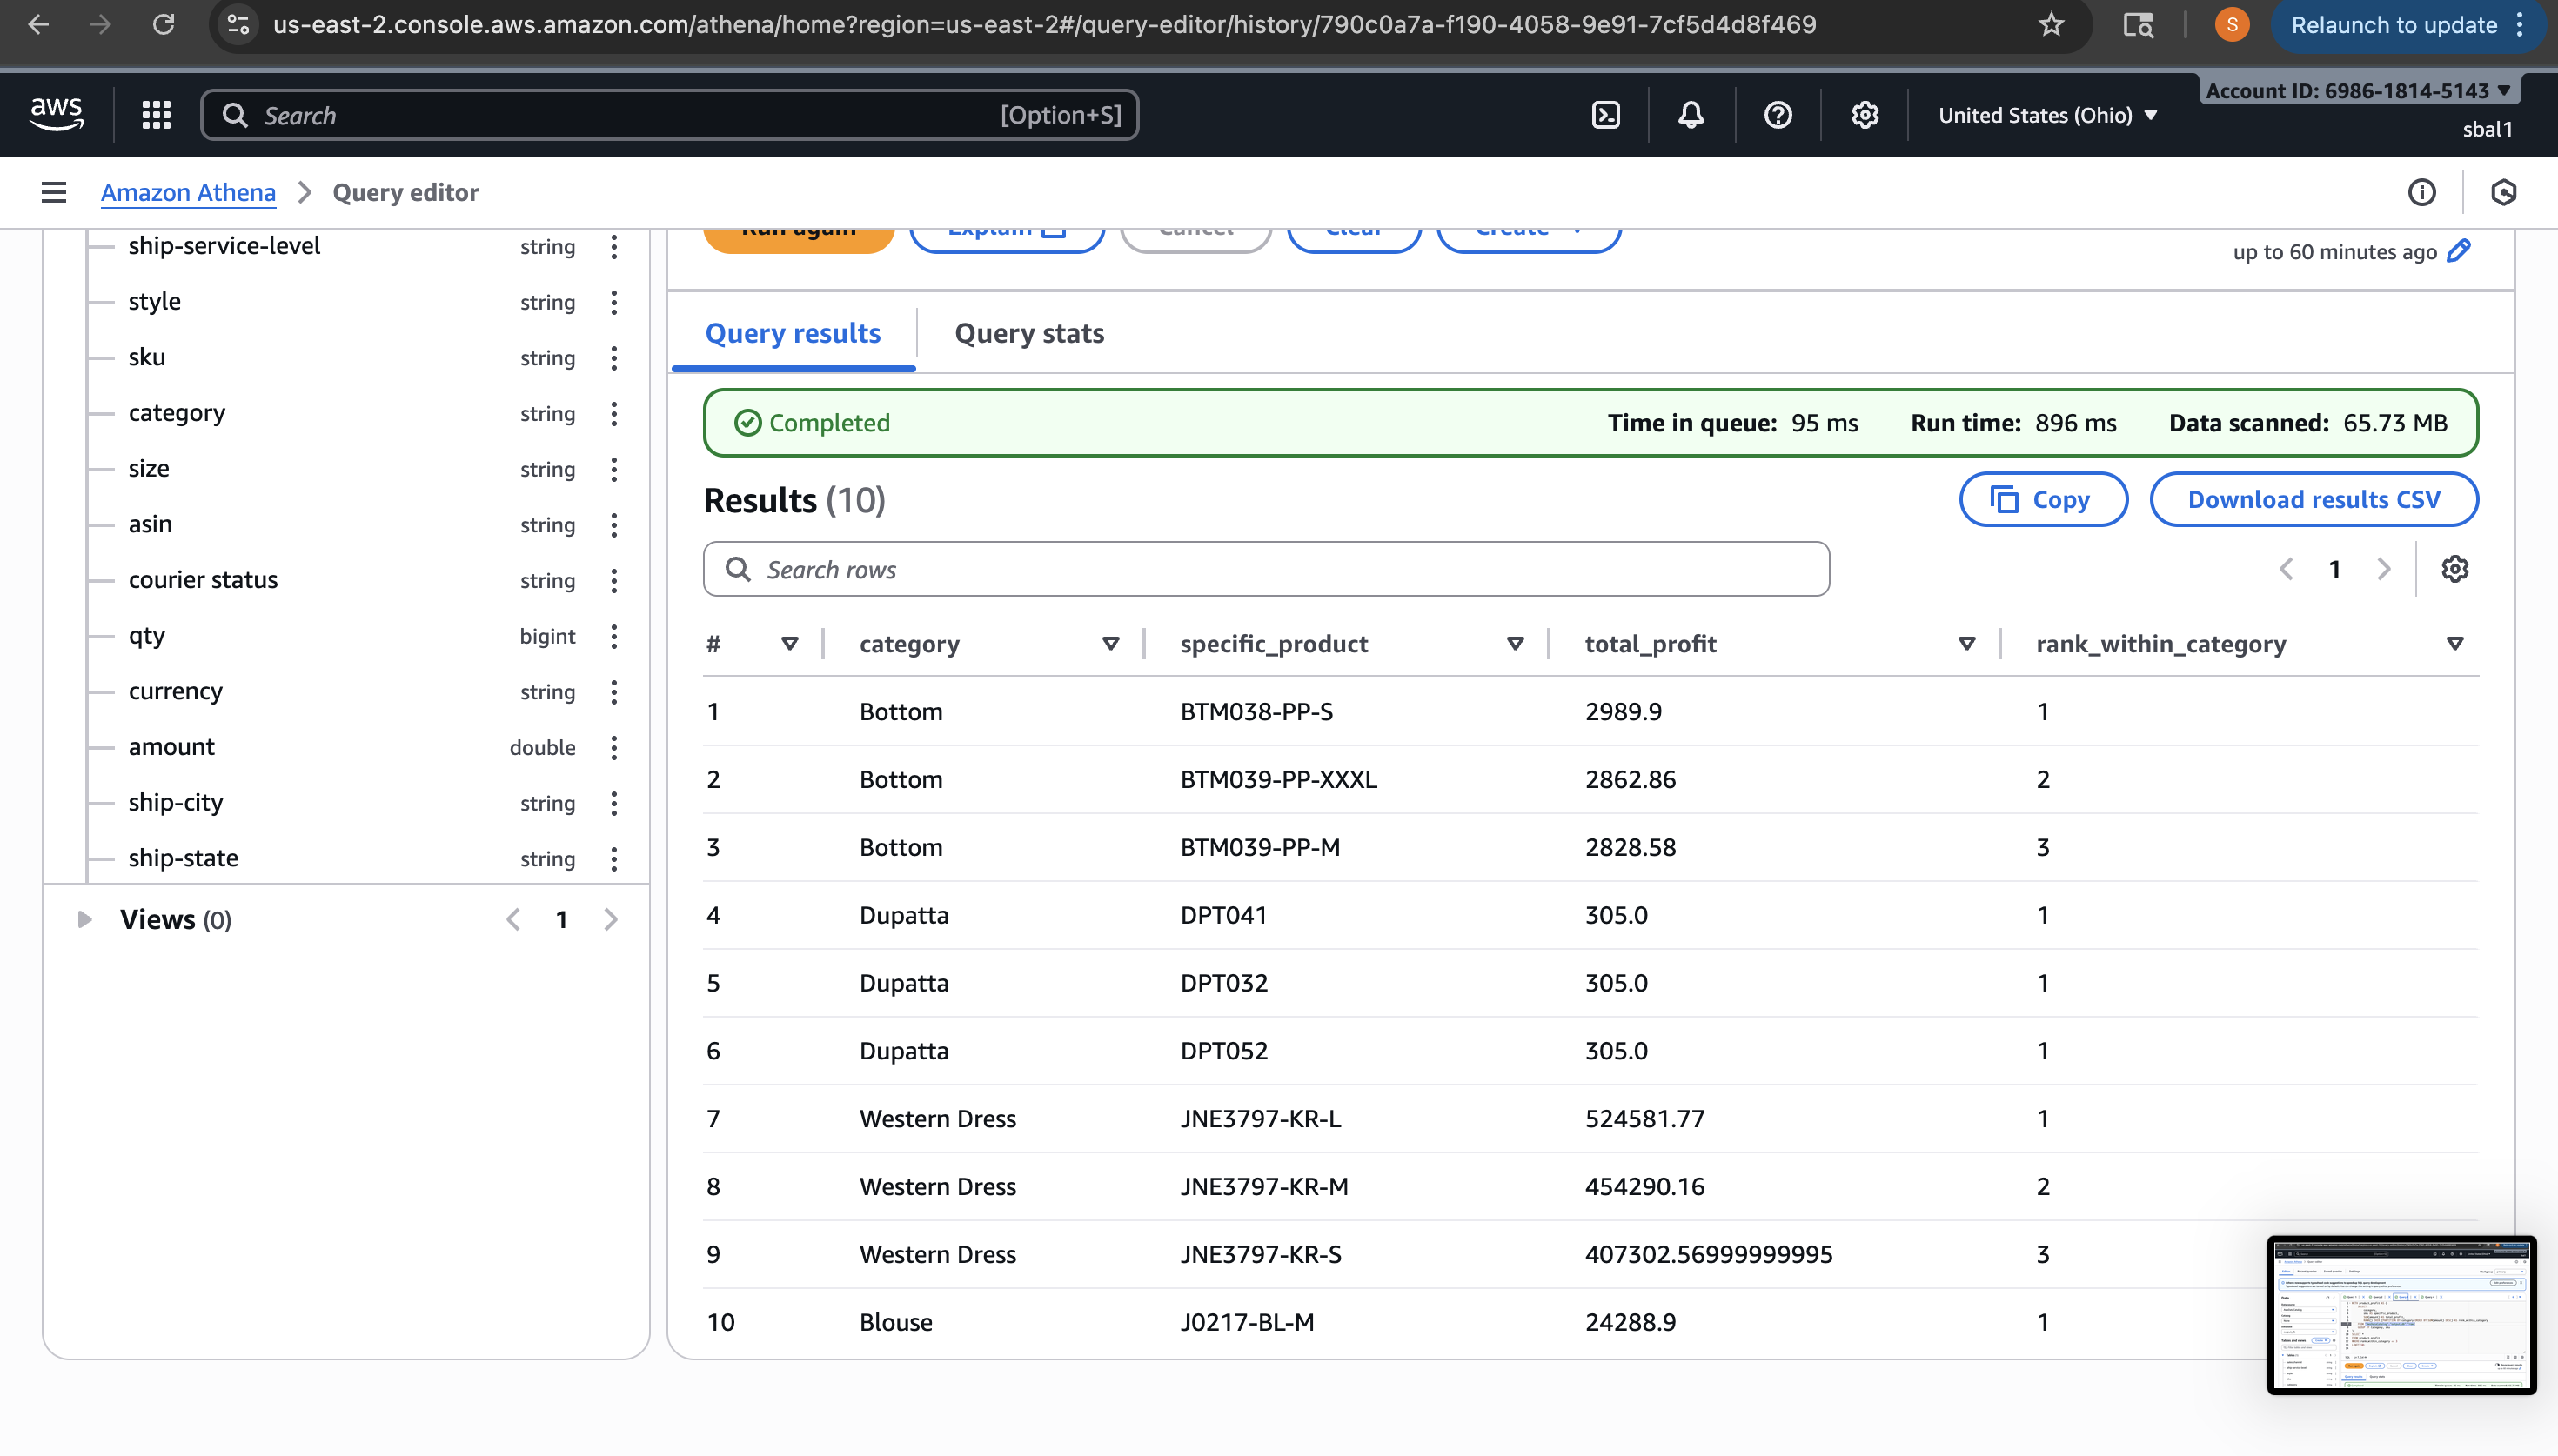 us-east-2.console.aws.amazon.com/athena/home?region=us-east-2#/query-editor/history/790c0a7a-f190-4058-9e91-7cf5d4d8f469
S
Relaunch to update
aws
Search
[Option+S]
United States (Ohio)
Account ID: 6986-1814-5143
sbal1
Amazon Athena
Query editor
Run again
Explain
Cancel
Clear
Create
up to 60 minutes ago
ship-service-level string
style string
sku string
category string
size string
asin string
courier status string
qty bigint
currency string
amount double
ship-city string
ship-state string
Views (0)
1
Query results
Query stats
Completed
Time in queue: 95 ms
Run time: 896 ms
Data scanned: 65.73 MB
Results (10)
Copy
Download results CSV
Search rows
1
# category specific_product total_profit rank_within_category
1 Bottom BTM038-PP-S 2989.9 1
2 Bottom BTM039-PP-XXXL 2862.86 2
3 Bottom BTM039-PP-M 2828.58 3
4 Dupatta DPT041 305.0 1
5 Dupatta DPT032 305.0 1
6 Dupatta DPT052 305.0 1
7 Western Dress JNE3797-KR-L 524581.77 1
8 Western Dress JNE3797-KR-M 454290.16 2
9 Western Dress JNE3797-KR-S 407302.56999999995 3
10 Blouse J0217-BL-M 24288.9 1